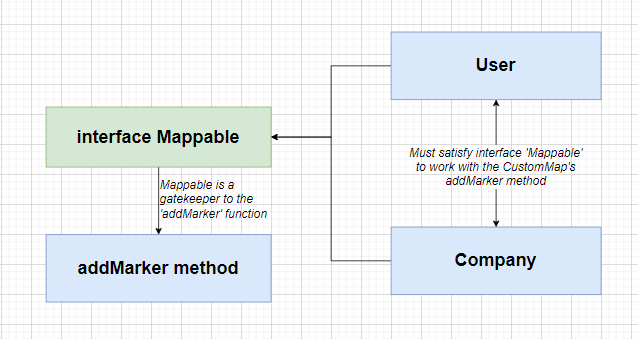 User
interface Mappable
Must satisfy interface 'Mappable'
to work with the CustomMap's
addMarker method
Mappable is a
gatekeeper to the
'addMarker' function
addMarker method
Company